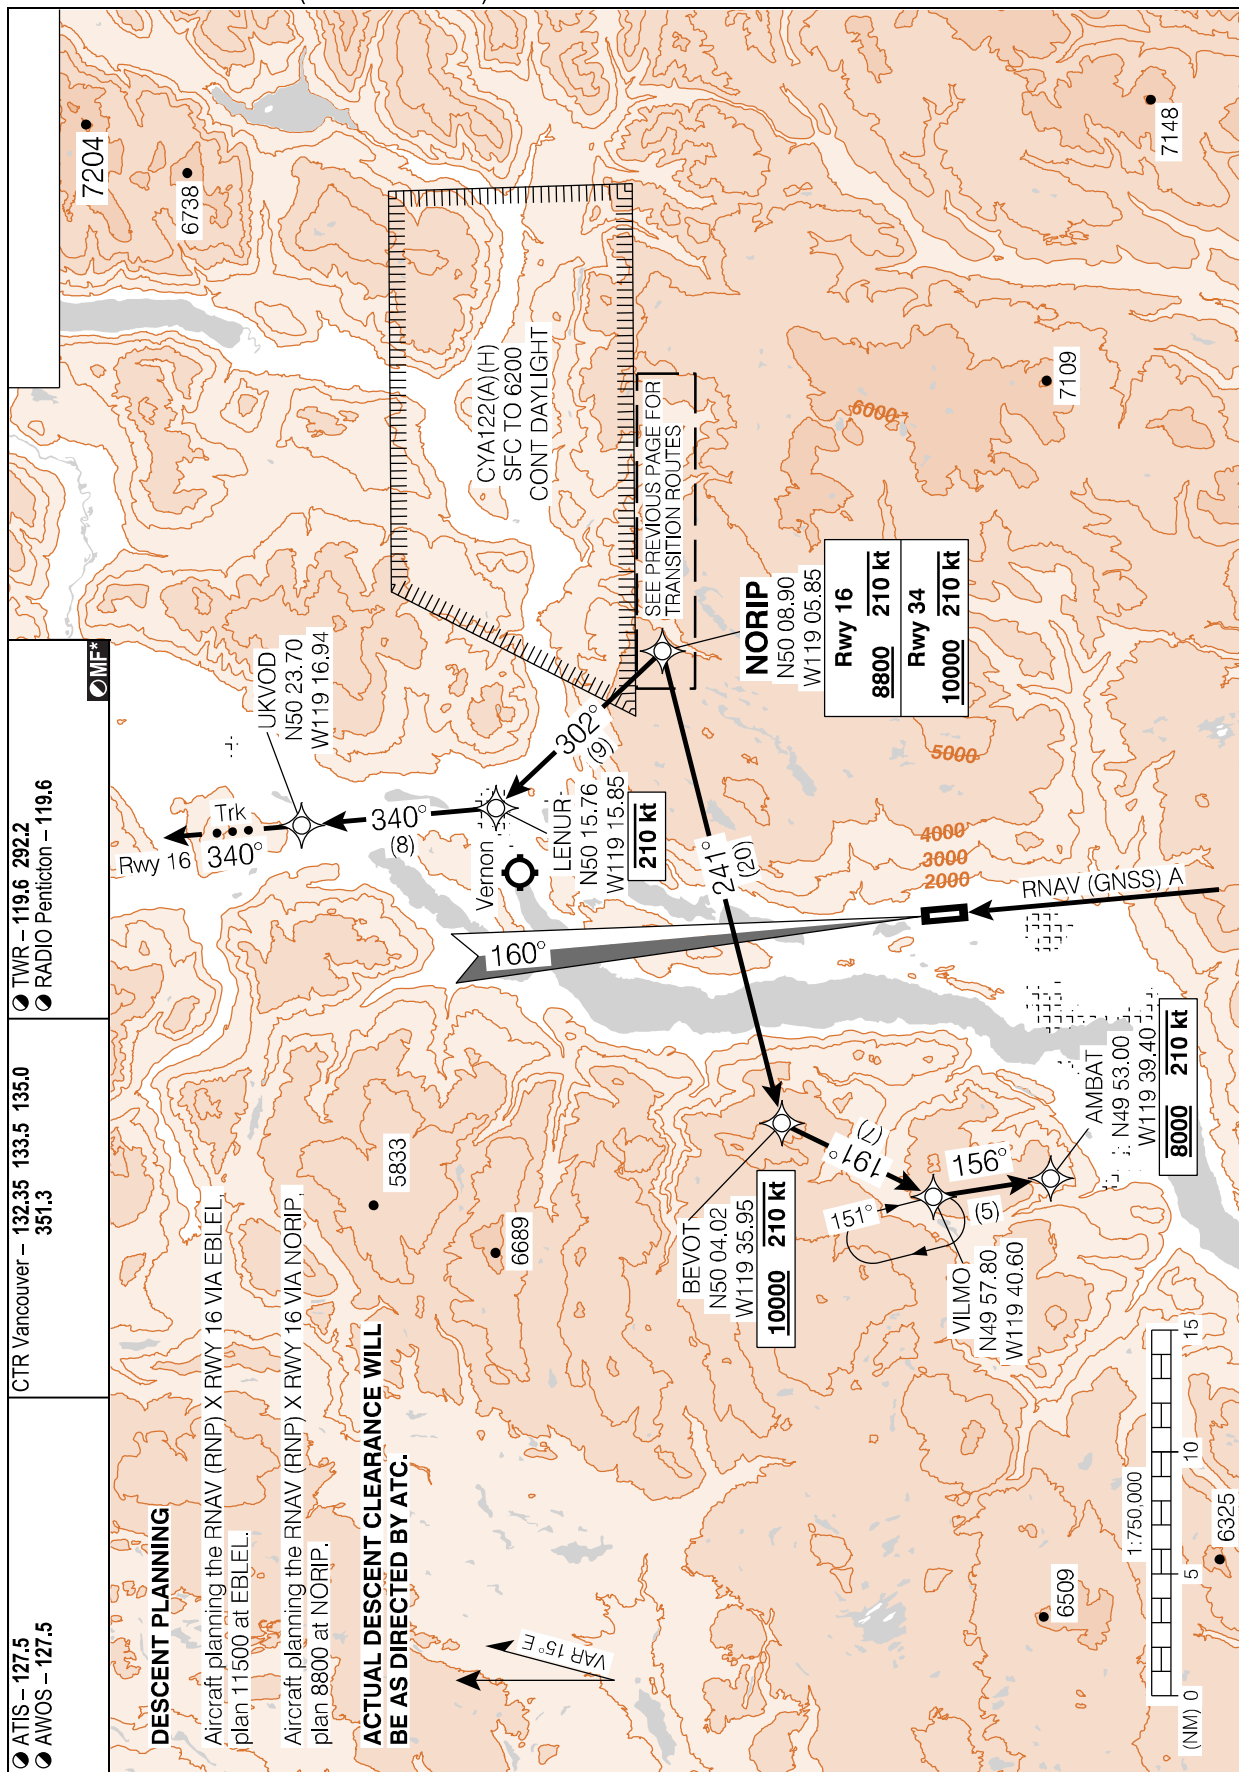 ATIS – 127.5
AWOS – 127.5
CTR Vancouver – 132.35 133.5 135.0
351.3
TWR – 119.6 292.2
RADIO Penticton – 119.6
MF*
DESCENT PLANNING
Aircraft planning the RNAV (RNP) X RWY 16 VIA EBLEL,
plan 11500 at EBLEL.
Aircraft planning the RNAV (RNP) X RWY 16 VIA NORIP,
plan 8800 at NORIP.
ACTUAL DESCENT CLEARANCE WILL
BE AS DIRECTED BY ATC.
VAR 15° E
7204
6738
7148
7109
5833
6689
6509
6325
CYA122(A)(H)
SFC TO 6200
CONT DAYLIGHT
SEE PREVIOUS PAGE FOR
TRANSITION ROUTES
NORIP
N50 08.90
W119 05.85
Rwy 16
8800 210 kt
Rwy 34
10000 210 kt
UKVOD
N50 23.70
W119 16.94
Rwy 16
Trk
340°
340°
(8)
302°
(9)
Vernon
LENUR
N50 15.76
W119 15.85
210 kt
241°
(20)
160°
RNAV (GNSS) A
6000
5000
4000
3000
2000
BEVOT
N50 04.02
W119 35.95
10000 210 kt
191°
(7)
151°
VILMO
N49 57.80
W119 40.60
156°
(5)
AMBAT
N49 53.00
W119 39.40
8000 210 kt
1:750,000
(NM) 0 5 10 15